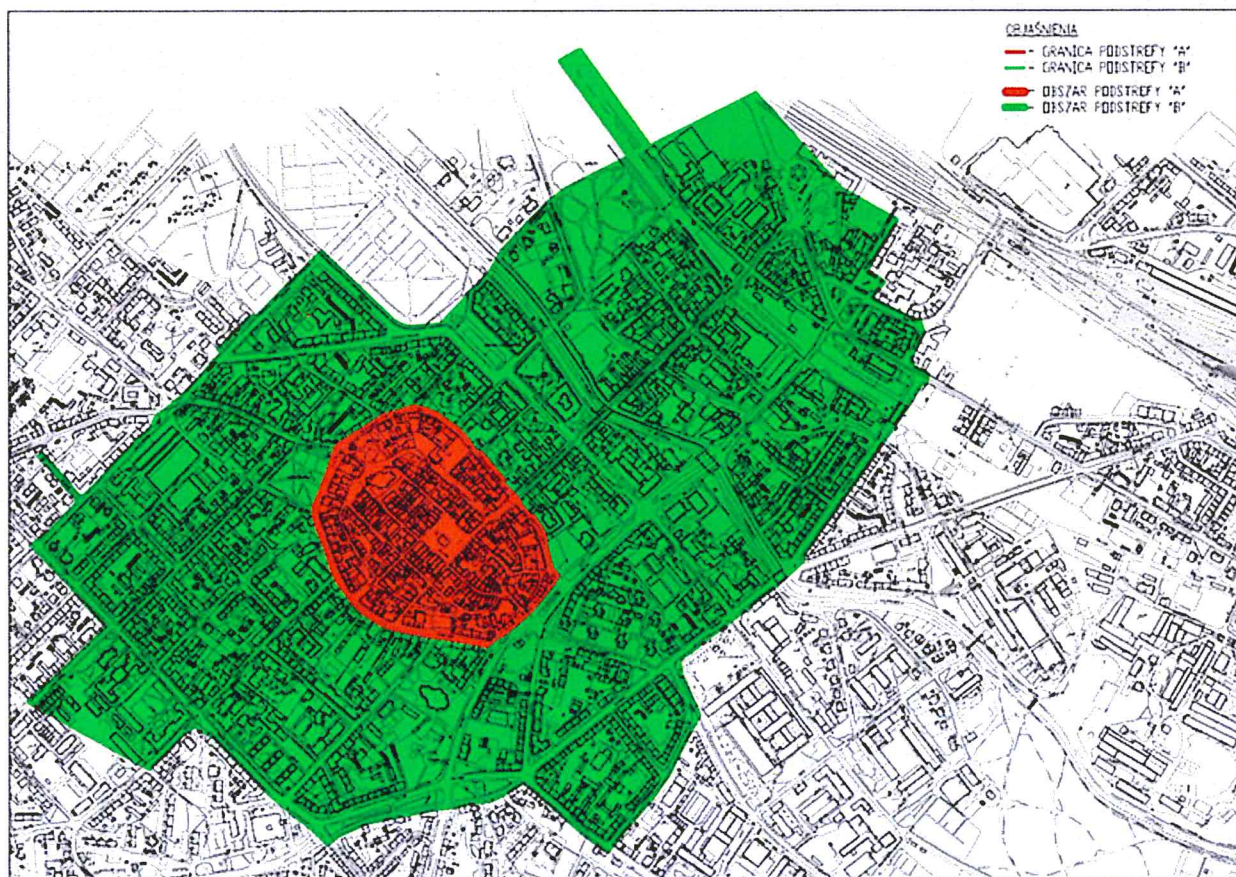 OBJAŚNIENIA
- GRANICA PODSTREFY "A"
- GRANICA PODSTREFY "B"
- OBSZAR PODSTREFY "A"
- OBSZAR PODSTREFY "B"